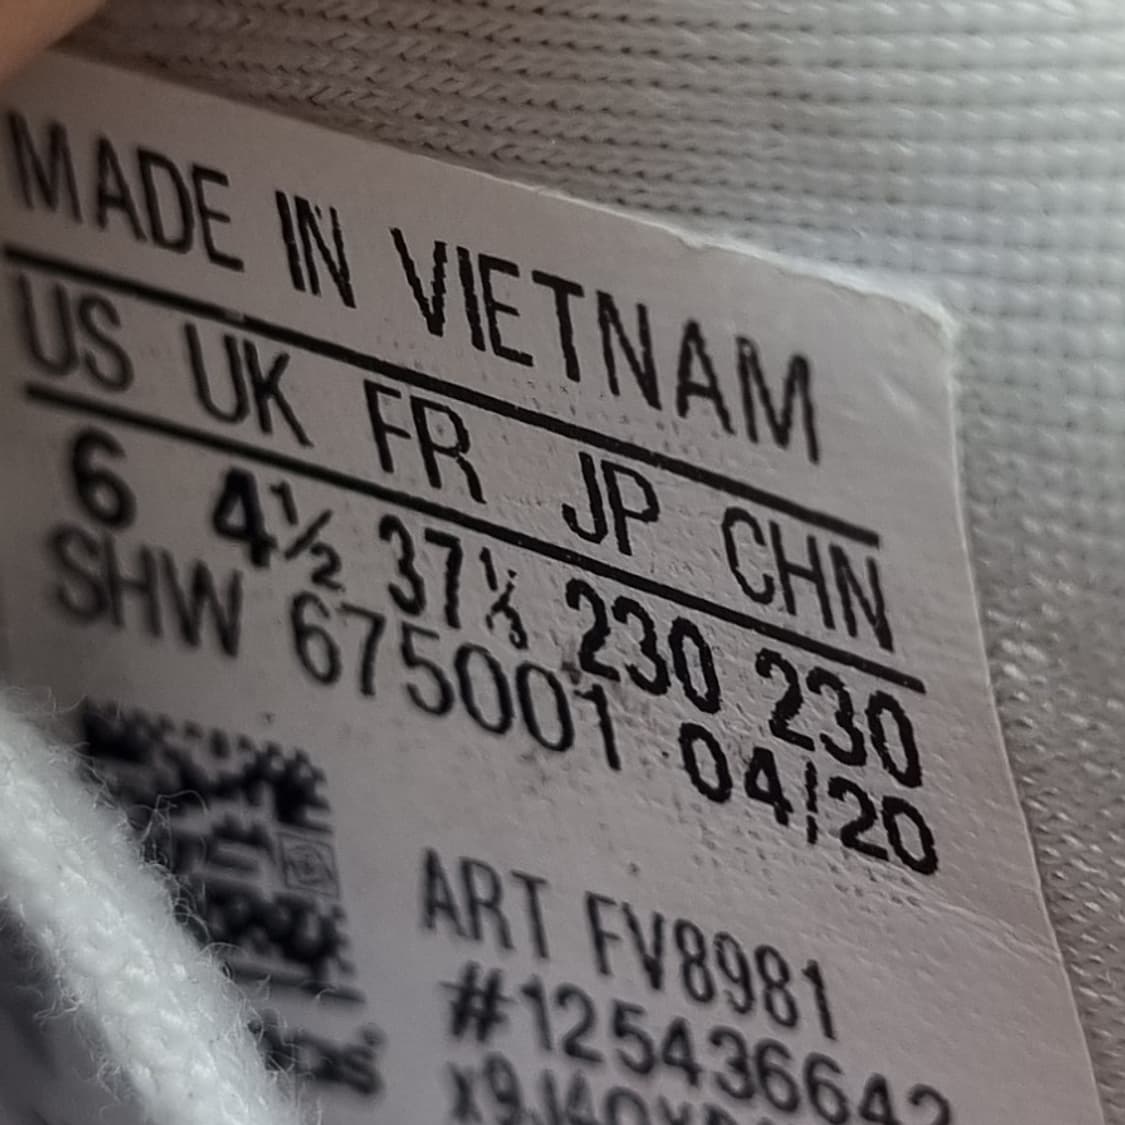 MADE IN VIETNAM
US UK FR JP CHN
6 4½ 37⅓ 230 230
SHW 675001 04/20
ART FV8981
#125436642